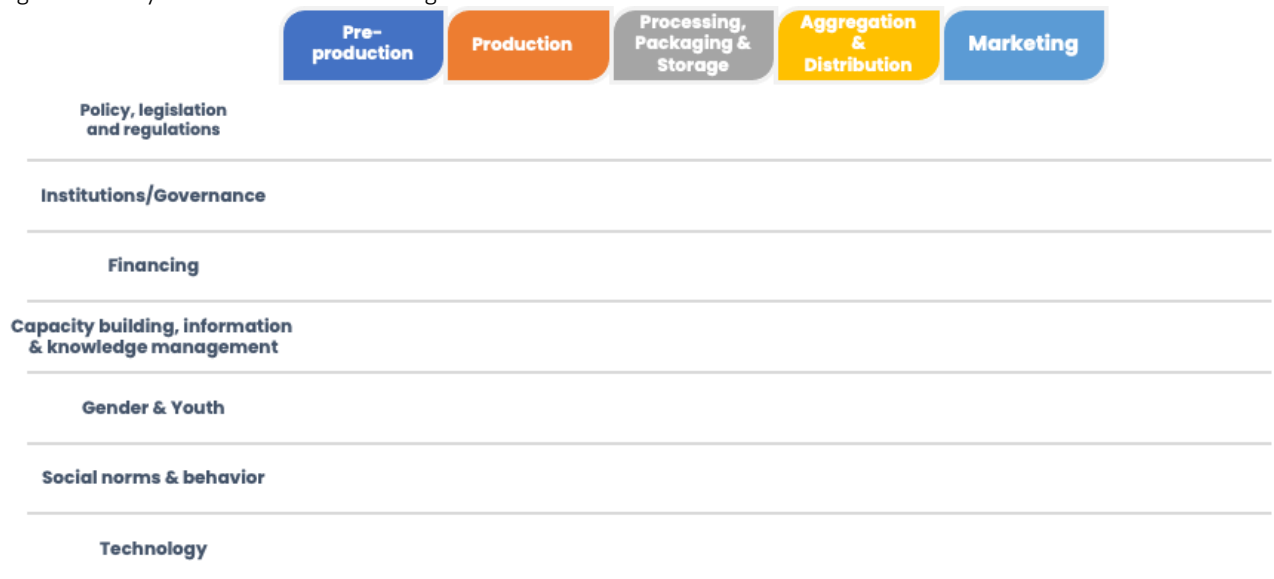 Pre-
production
Production
Processing,
Packaging &
Storage
Aggregation
&
Distribution
Marketing
Policy, legislation
and regulations
Institutions/Governance
Financing
Capacity building, information
& knowledge management
Gender & Youth
Social norms & behavior
Technology